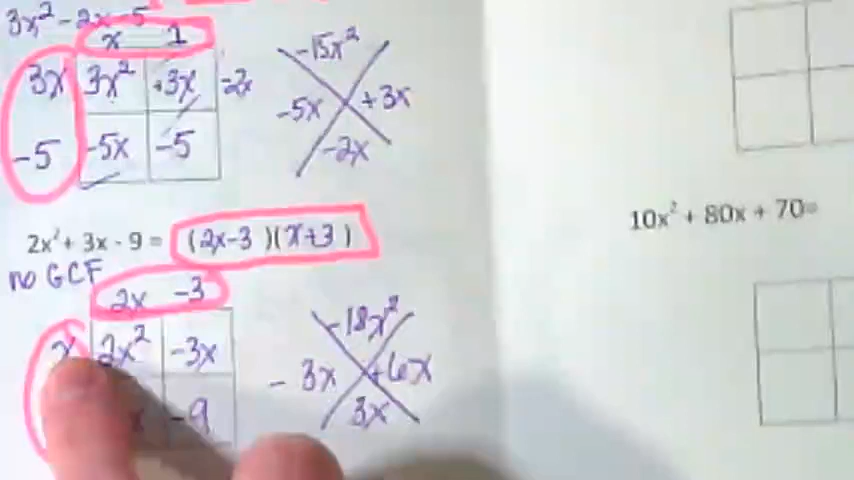 3x² - 2x - 5
x 1
3x 3x² +3x -2x
-5 -5x -5
-15x²
-5x +3x
-2x
2x² + 3x - 9 = (2x-3)(x+3)
no GCF
2x -3
x 2x² -3x
x -9
-18x²
- 3x +6x
3x
10x² + 80x + 70=